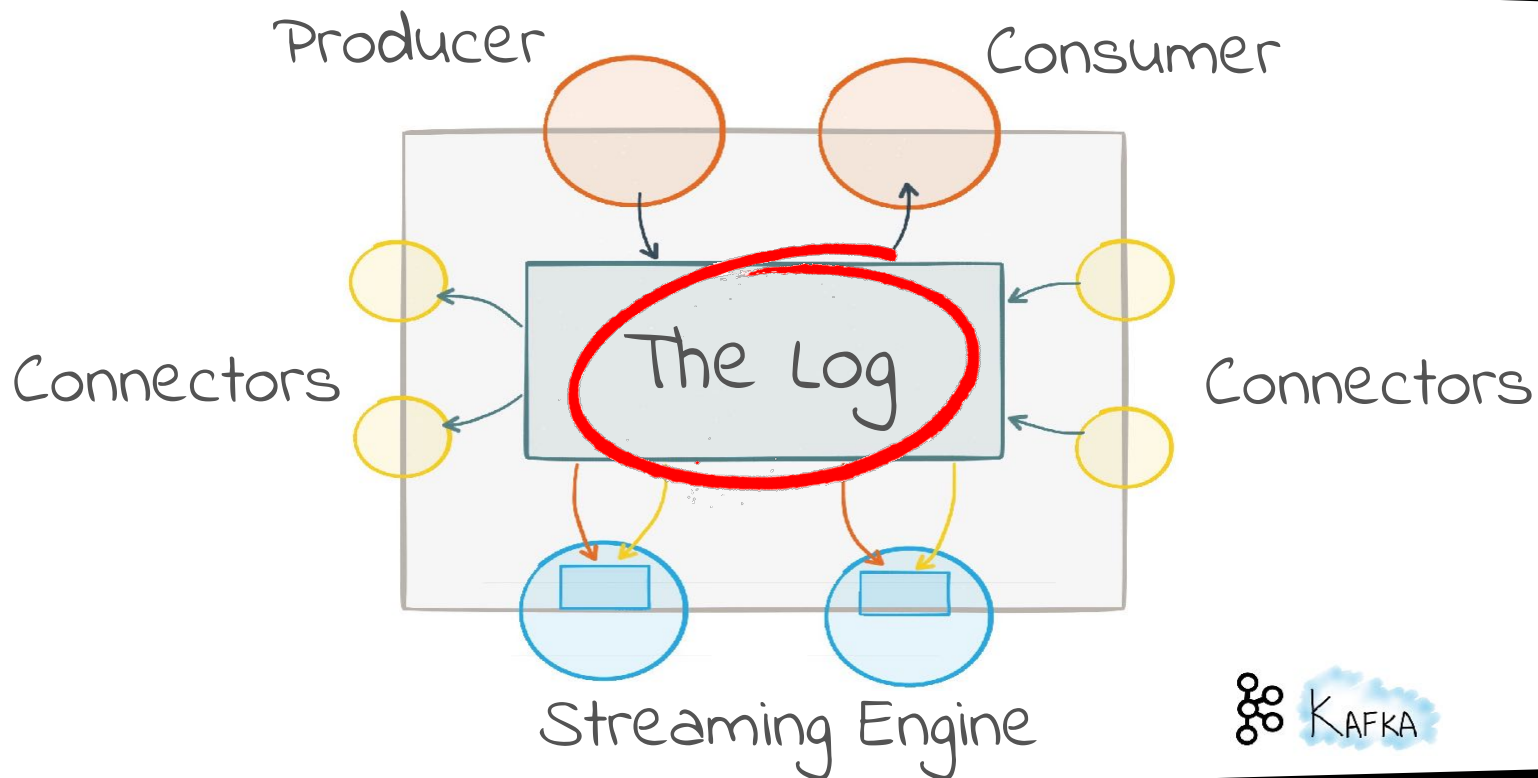 Producer
Consumer
The Log
Connectors
Connectors
Streaming Engine
KAFKA